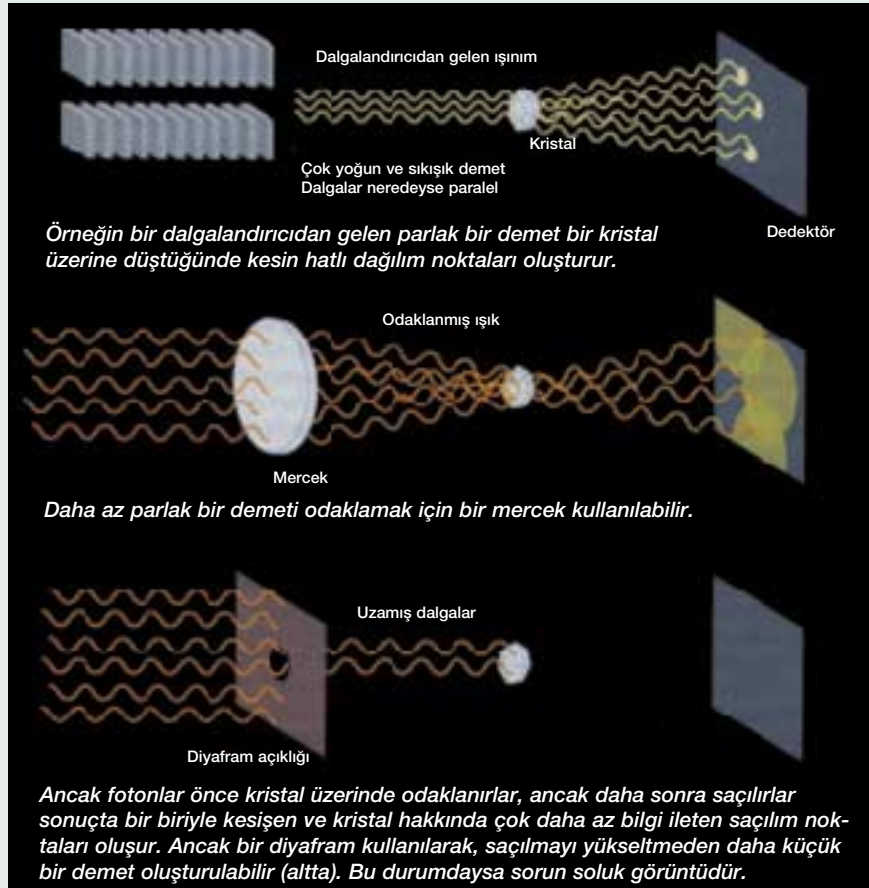 Dalgalandırıcıdan gelen ışınım
Kristal
Çok yoğun ve sıkışık demet
Dalgalar neredeyse paralel
Dedektör
Örneğin bir dalgalandırıcıdan gelen parlak bir demet bir kristal
üzerine düştüğünde kesin hatlı dağılım noktaları oluşturur.
Odaklanmış ışık
Mercek
Daha az parlak bir demeti odaklamak için bir mercek kullanılabilir.
Uzamış dalgalar
Diyafram açıklığı
Ancak fotonlar önce kristal üzerinde odaklanırlar, ancak daha sonra saçılırlar
sonuçta bir biriyle kesişen ve kristal hakkında çok daha az bilgi ileten saçılım nok-
taları oluşur. Ancak bir diyafram kullanılarak, saçılmayı yükseltmeden daha küçük
bir demet oluşturulabilir (altta). Bu durumdaysa sorun soluk görüntüdür.